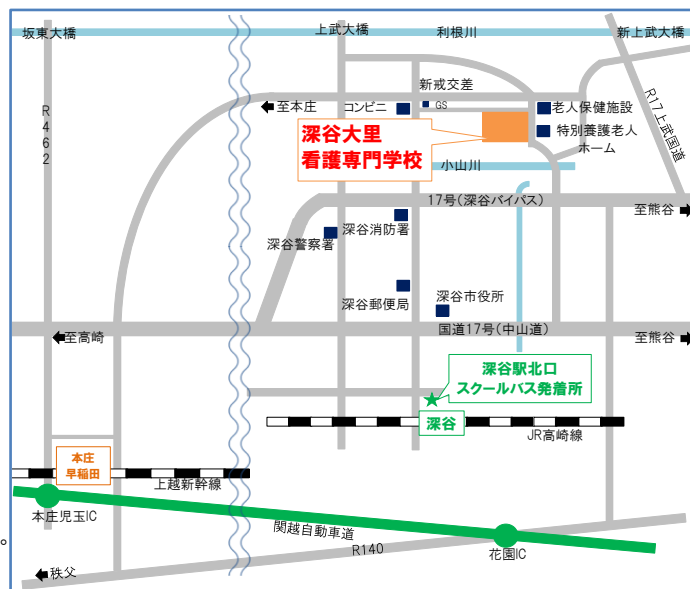 坂東大橋
上武大橋
利根川
新上武大橋
R462
新戒交差
至本庄
コンビニ
GS
老人保健施設
R17上武国道
深谷大里
看護専門学校
特別養護老人
ホーム
小山川
17号(深谷バイパス)
至熊谷
深谷消防署
深谷警察署
深谷郵便局
深谷市役所
国道17号(中山道)
至高崎
至熊谷
深谷駅北口
スクールバス発着所
深谷
JR高崎線
本庄
早稲田
上越新幹線
本庄児玉IC
関越自動車道
。
R140
花園IC
秩父